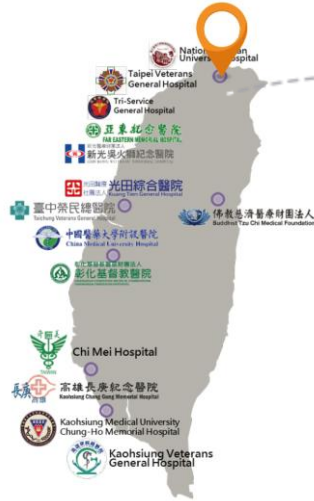 National Taiwan
University Hospital
Taipei Veterans
General Hospital
Tri-Service
General Hospital
亞東紀念醫院
FAR EASTERN MEMORIAL HOSPITAL
新光吳火獅紀念醫院
光田綜合醫院
Kuang Tien General Hospital
臺中榮民總醫院
Taichung Veterans General Hospital
佛教慈濟醫療財團法人
Buddhist Tzu Chi Medical Foundation
中國醫藥大學附設醫院
China Medical University Hospital
彰化基督教醫院
Chi Mei Hospital
長庚
高雄長庚紀念醫院
Kaohsiung Chang Gung Memorial Hospital
Kaohsiung Medical University
Chung-Ho Memorial Hospital
Kaohsiung Veterans
General Hospital